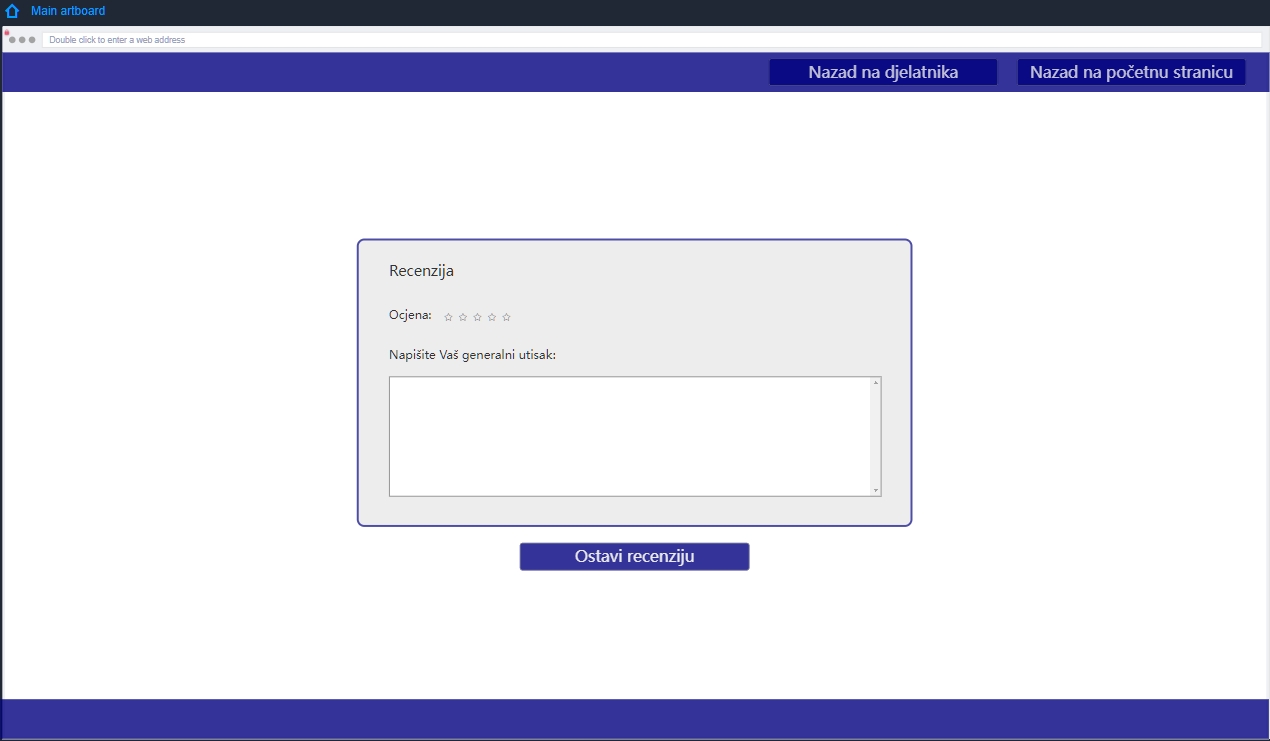 Main artboard
Double click to enter a web address
Nazad na djelatnika
Nazad na početnu stranicu
Recenzija
Ocjena:
Napišite Vaš generalni utisak:
Ostavi recenziju